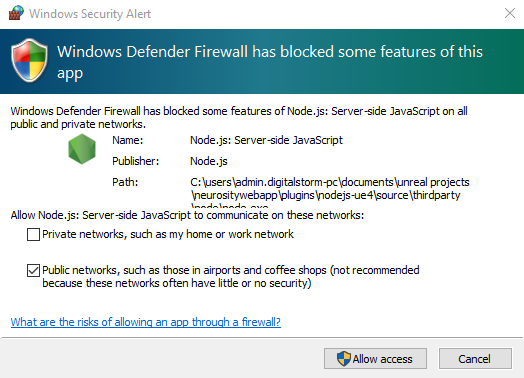 Windows Security Alert
Windows Defender Firewall has blocked some features of this
app
Windows Defender Firewall has blocked some features of Node.js: Server-side JavaScript on all
public and private networks.
Name: Node.js: Server-side JavaScript
Publisher: Node.js
Path: C:\users\admin.digitalstorm-pc\documents\unreal projects
\neurositywebapp\plugins\nodejs-ue4\source\thirdparty
\node\node.exe
Allow Node.js: Server-side JavaScript to communicate on these networks:
Private networks, such as my home or work network
Public networks, such as those in airports and coffee shops (not recommended
because these networks often have little or no security)
What are the risks of allowing an app through a firewall?
Allow access
Cancel